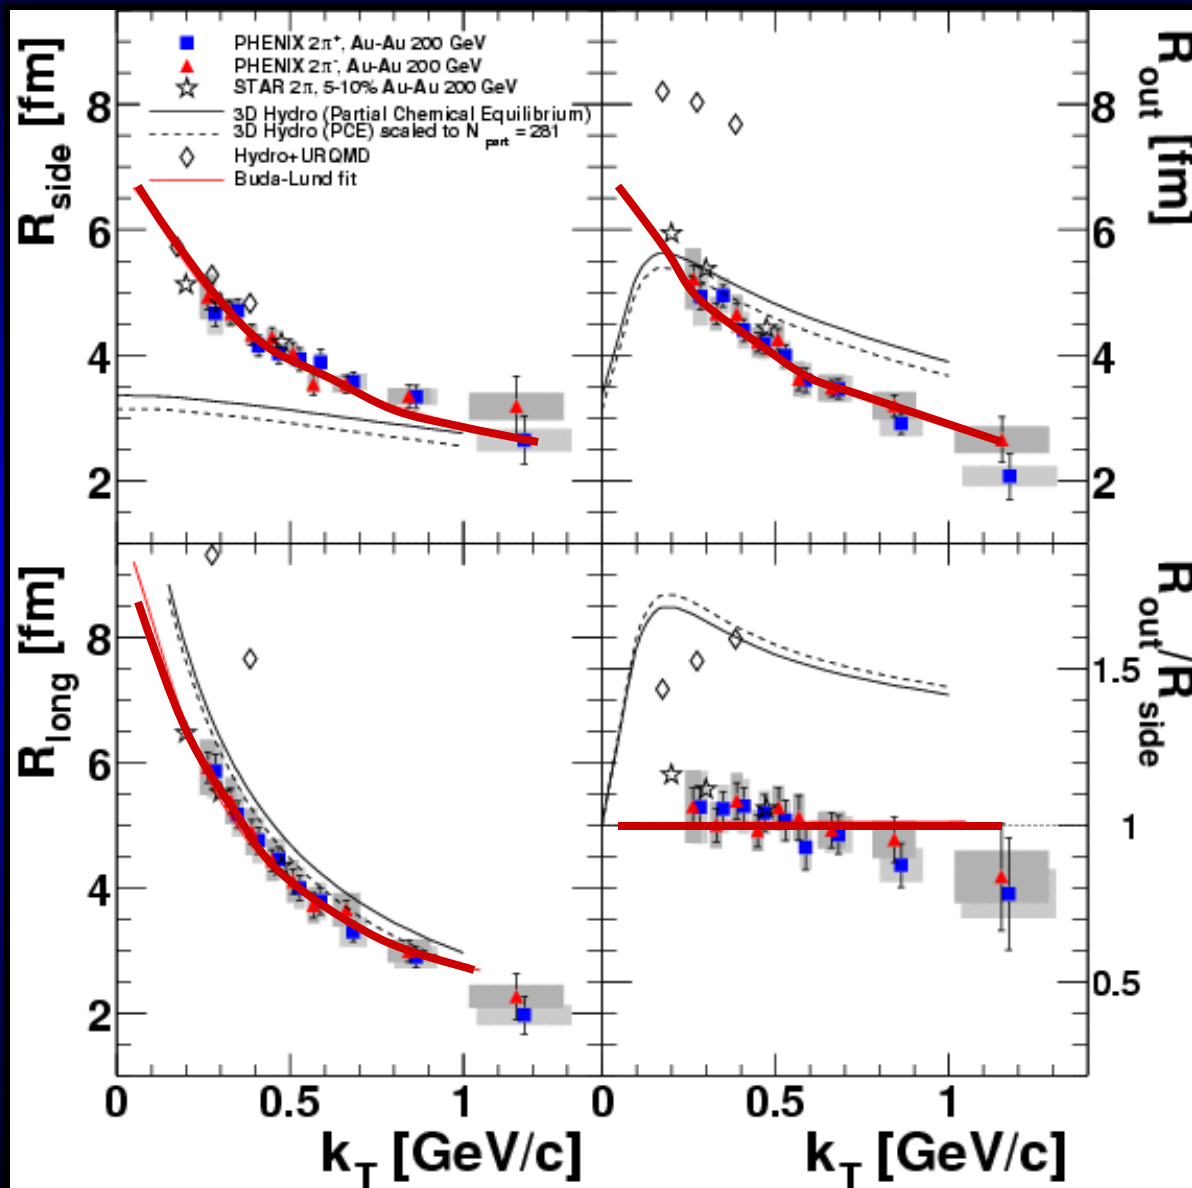 PHENIX 2π⁺, Au-Au 200 GeV
PHENIX 2π⁻, Au-Au 200 GeV
STAR 2π, 5-10% Au-Au 200 GeV
3D Hydro (Partial Chemical Equilibrium)
3D Hydro (PCE) scaled to N_part = 281
Hydro+URQMD
Buda-Lund fit
R_side [fm]
8
6
4
2
R_out [fm]
8
6
4
2
R_long [fm]
8
6
4
2
R_out/R_side
1.5
1
0.5
0 0.5 1
0 0.5 1
k_T [GeV/c]
k_T [GeV/c]